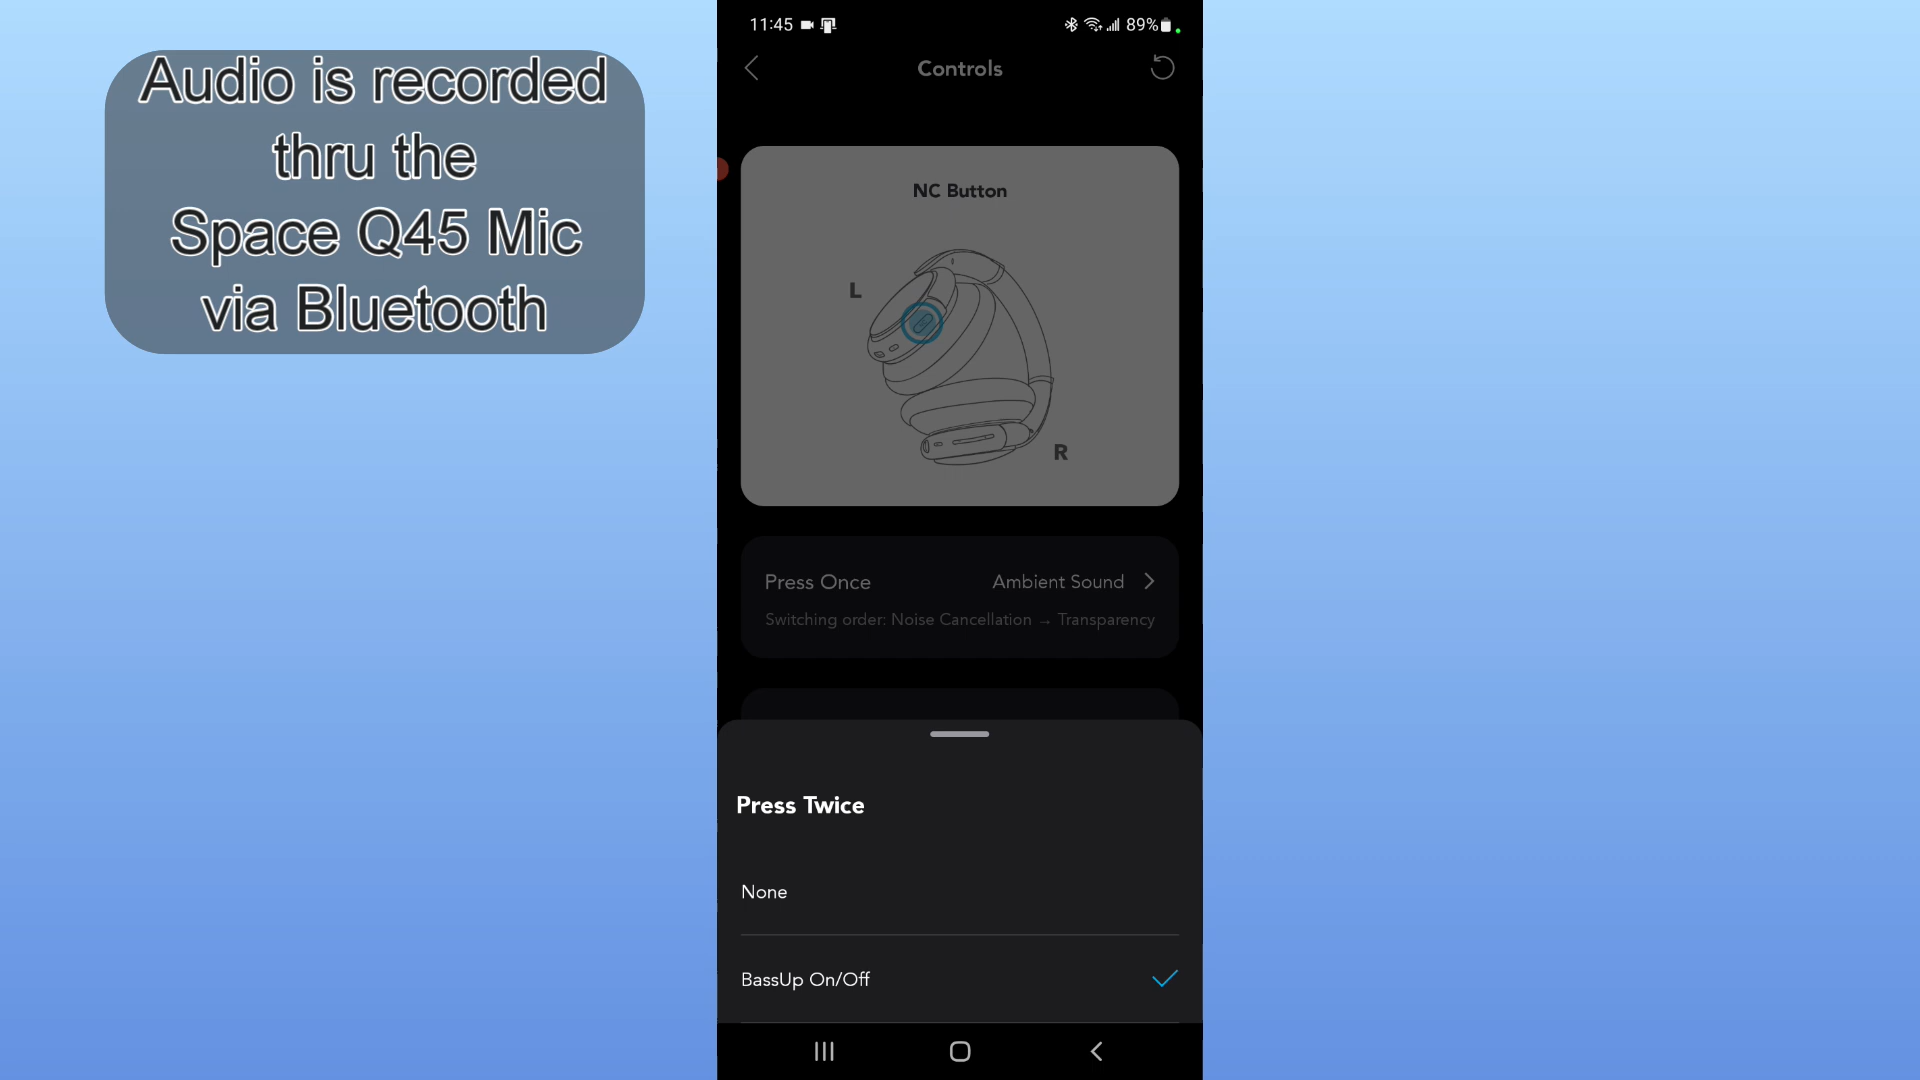 Audio is recorded
thru the
Space Q45 Mic
via Bluetooth
11:45
89%
Controls
NC Button
L
R
Press Once
Ambient Sound
Switching order: Noise Cancellation → Transparency
Press Twice
None
BassUp On/Off